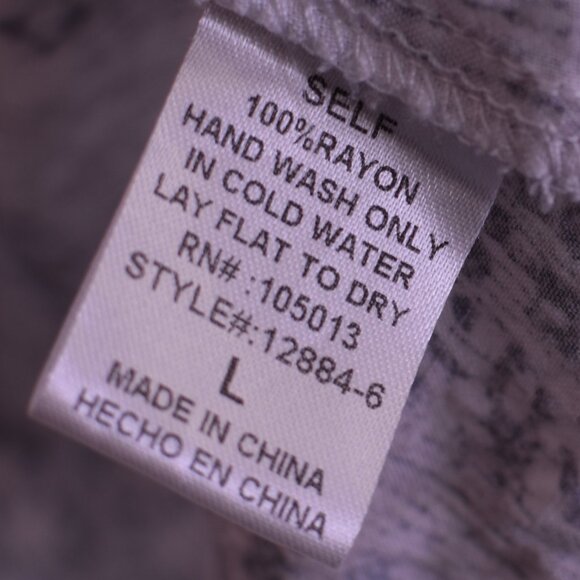 SELF
100%RAYON
HAND WASH ONLY
IN COLD WATER
LAY FLAT TO DRY
RN# :105013
STYLE#:12884-6
L
MADE IN CHINA
HECHO EN CHINA